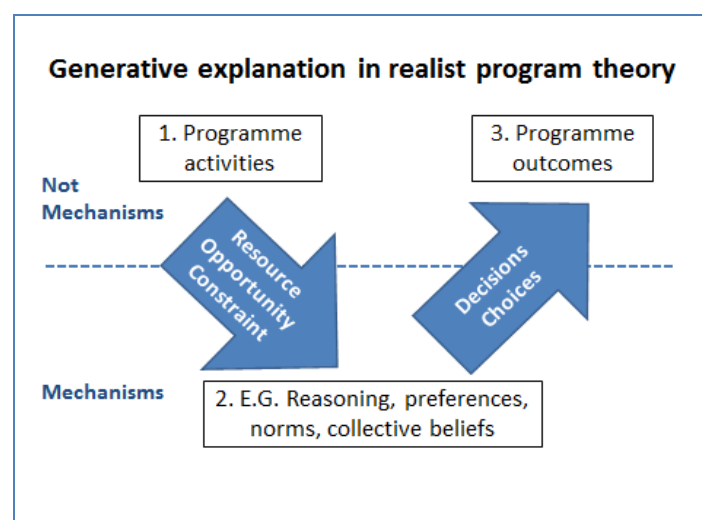 Generative explanation in realist program theory
1. Programme
activities
3. Programme
outcomes
Not
Mechanisms
Resource
Opportunity
Constraint
Decisions
Choices
Mechanisms
2. E.G. Reasoning, preferences,
norms, collective beliefs